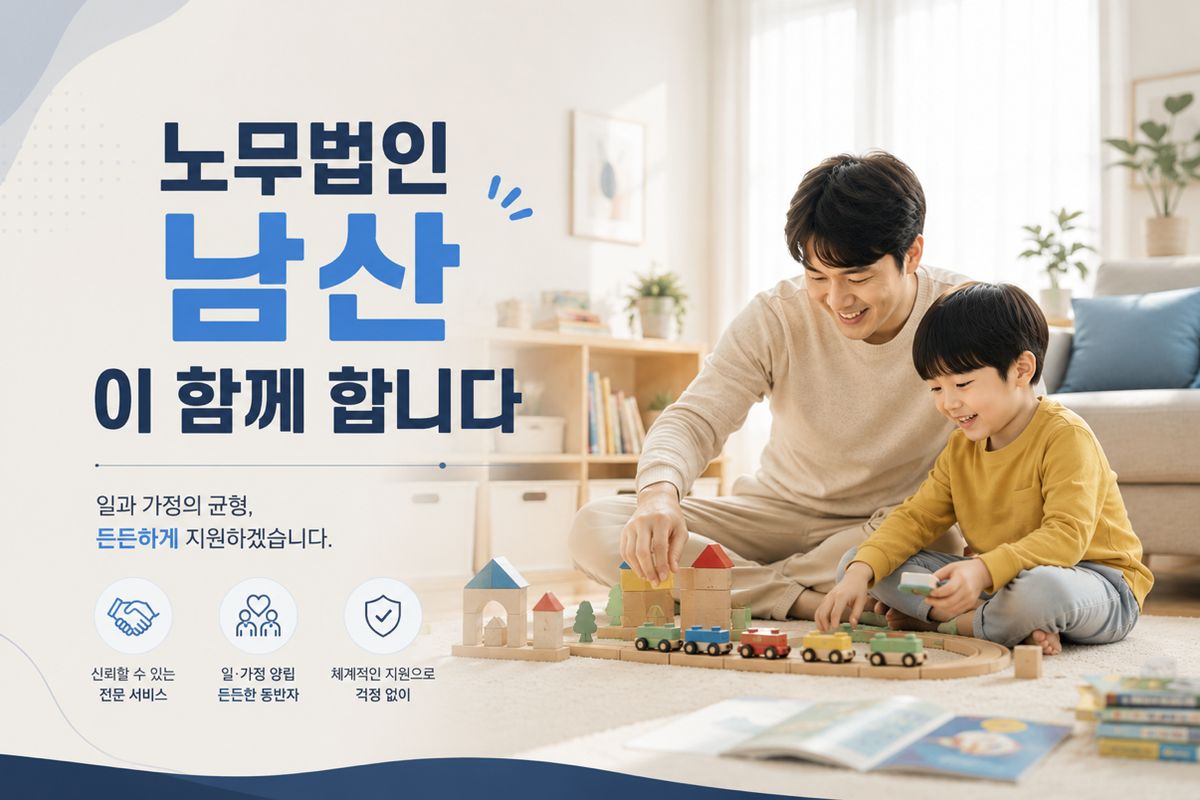 노무법인
남산
이 함께 합니다
일과 가정의 균형,
든든하게 지원하겠습니다.
신뢰할 수 있는
전문 서비스
일·가정 양립
든든한 동반자
체계적인 지원으로
걱정 없이